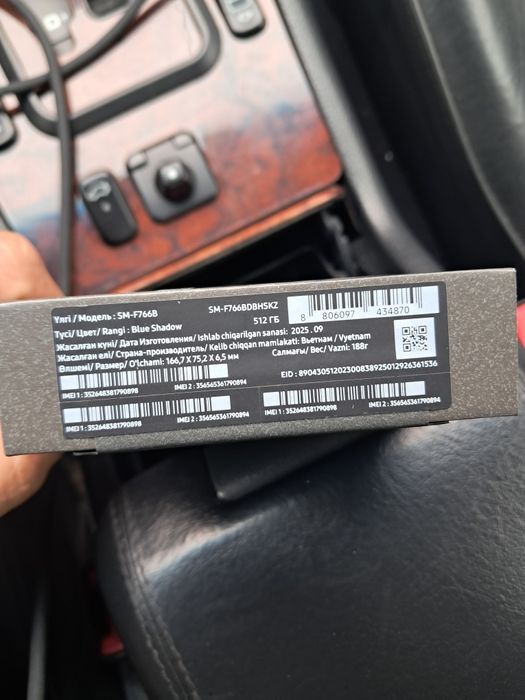 Үлгі / Модель : SM-F766B
SM-F766BDBHSKZ
Түсі/ Цвет/ Rangi : Blue Shadow
512 ГБ
8 806097 434870
Жасалған күні/ Дата Изготовления/ Ishlab chiqarilgan sanasi: 2025 . 09
Жасалған елі/ Страна-производитель/ Kelib chiqqan mamlakati: Вьетнам / Vyetnam
Өлшемі/ Размер/ O'lchami: 166,7 X 75,2 X 6,5 мм
Салмағы/ Вес/ Vazni: 188г
EID : 89043051202300838925012926361536
IMEI 1 : 352648381790898
IMEI 2 : 356565361790894
IMEI 1 : 352648381790898
IMEI 2 : 356565361790894
IMEI 1 : 352648381790898
IMEI 2 : 356565361790894